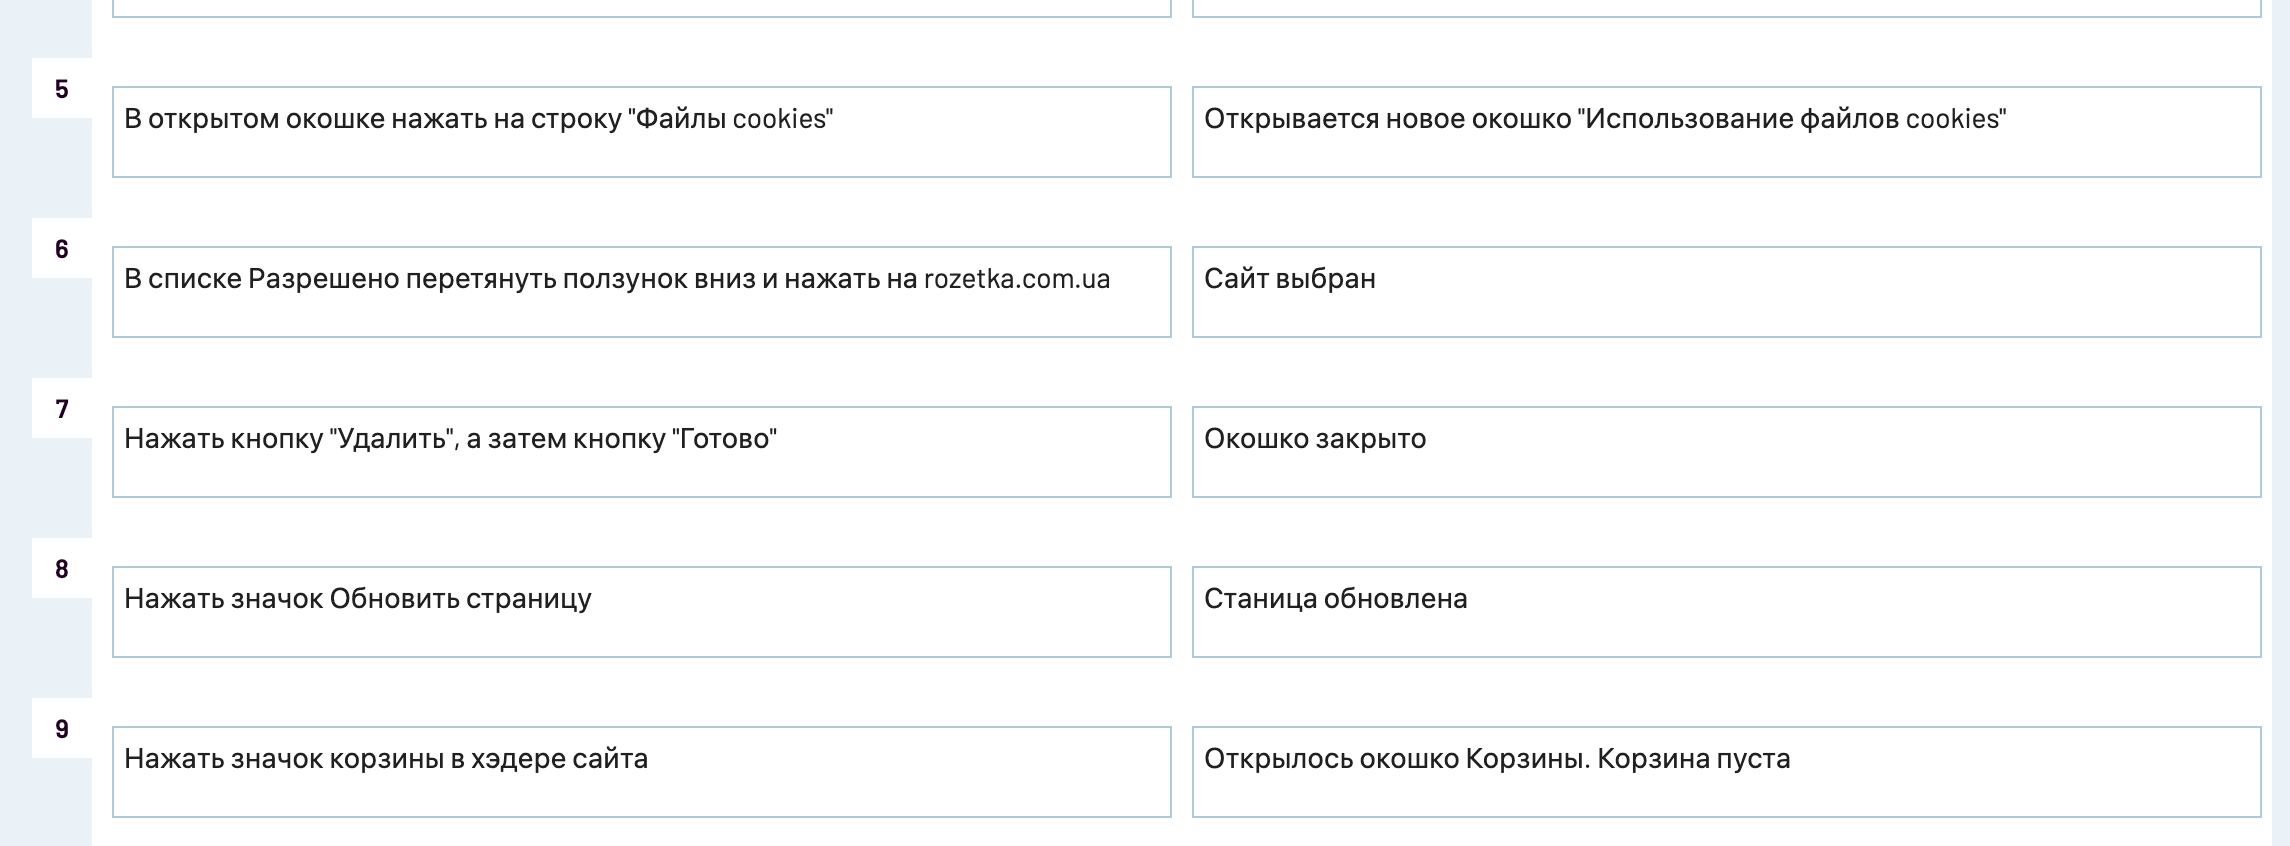 5
В открытом окошке нажать на строку "Файлы cookies"
Открывается новое окошко "Использование файлов cookies"
6
В списке Разрешено перетянуть ползунок вниз и нажать на rozetka.com.ua
Сайт выбран
7
Нажать кнопку "Удалить", а затем кнопку "Готово"
Окошко закрыто
8
Нажать значок Обновить страницу
Станица обновлена
9
Нажать значок корзины в хэдере сайта
Открылось окошко Корзины. Корзина пуста